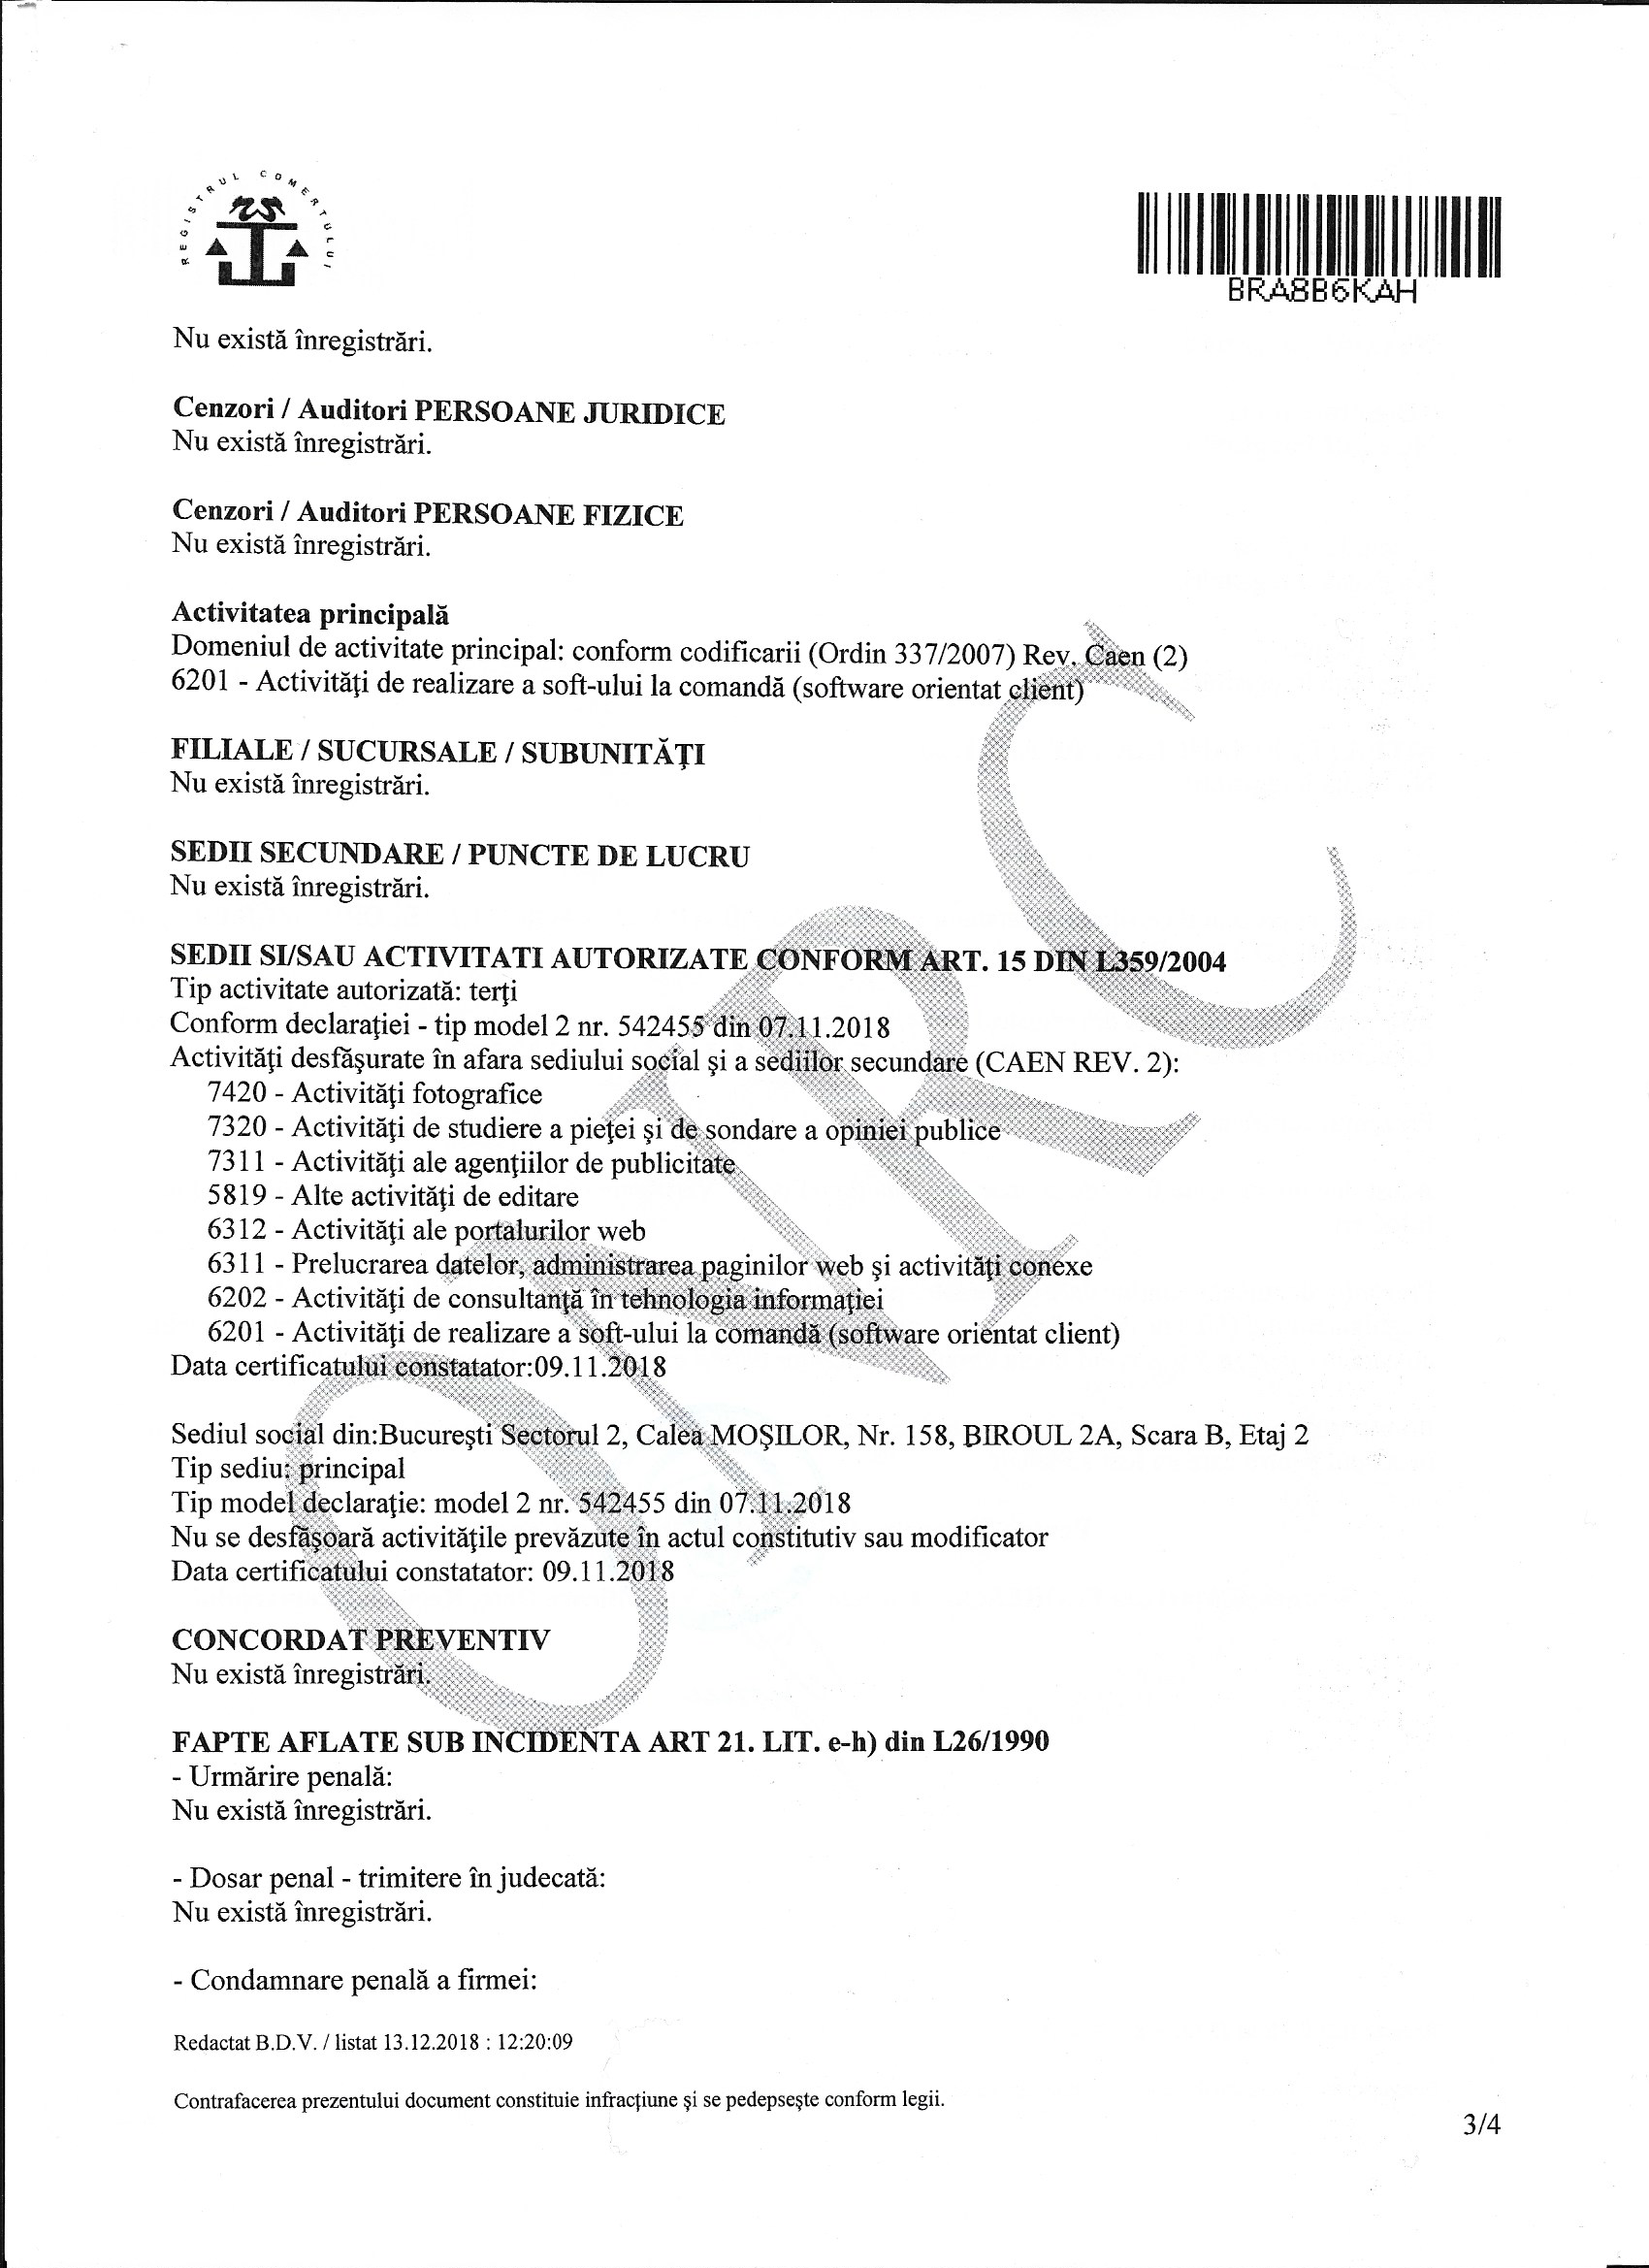 REGISTRUL COMERTULUI
BRA8B6KAH
Nu există înregistrări.
Cenzori / Auditori PERSOANE JURIDICE
Nu există înregistrări.
Cenzori / Auditori PERSOANE FIZICE
Nu există înregistrări.
Activitatea principală
Domeniul de activitate principal: conform codificarii (Ordin 337/2007) Rev. Caen (2)
6201 - Activităţi de realizare a soft-ului la comandă (software orientat client)
FILIALE / SUCURSALE / SUBUNITĂŢI
Nu există înregistrări.
SEDII SECUNDARE / PUNCTE DE LUCRU
Nu există înregistrări.
SEDII SI/SAU ACTIVITATI AUTORIZATE CONFORM ART. 15 DIN L359/2004
Tip activitate autorizată: terţi
Conform declaraţiei - tip model 2 nr. 542455 din 07.11.2018
Activităţi desfăşurate în afara sediului social şi a sediilor secundare (CAEN REV. 2):
7420 - Activităţi fotografice
7320 - Activităţi de studiere a pieţei şi de sondare a opiniei publice
7311 - Activităţi ale agenţiilor de publicitate
5819 - Alte activităţi de editare
6312 - Activităţi ale portalurilor web
6311 - Prelucrarea datelor, administrarea paginilor web şi activităţi conexe
6202 - Activităţi de consultanţă în tehnologia informaţiei
6201 - Activităţi de realizare a soft-ului la comandă (software orientat client)
Data certificatului constatator:09.11.2018
Sediul social din:Bucureşti Sectorul 2, Calea MOŞILOR, Nr. 158, BIROUL 2A, Scara B, Etaj 2
Tip sediu: principal
Tip model declaraţie: model 2 nr. 542455 din 07.11.2018
Nu se desfăşoară activităţile prevăzute în actul constitutiv sau modificator
Data certificatului constatator: 09.11.2018
CONCORDAT PREVENTIV
Nu există înregistrări.
FAPTE AFLATE SUB INCIDENTA ART 21. LIT. e-h) din L26/1990
- Urmărire penală:
Nu există înregistrări.
- Dosar penal - trimitere în judecată:
Nu există înregistrări.
- Condamnare penală a firmei:
Redactat B.D.V. / listat 13.12.2018 : 12:20:09
Contrafacerea prezentului document constituie infracţiune şi se pedepseşte conform legii.
3/4
ONRC